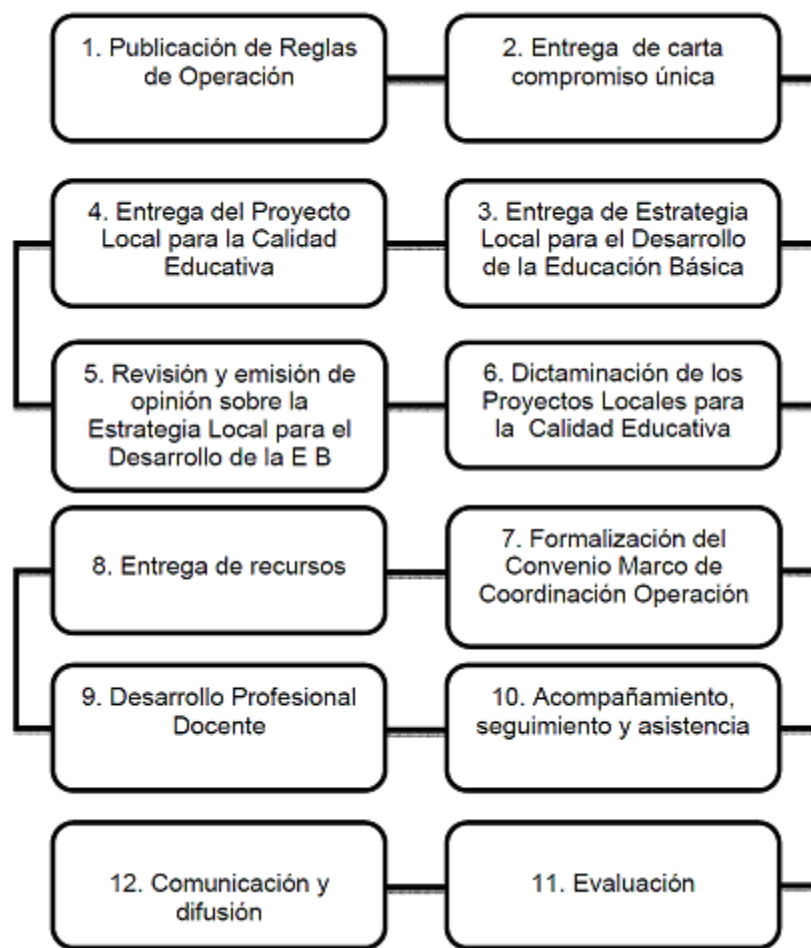 1. Publicación de Reglas
de Operación
2. Entrega de carta
compromiso única
4. Entrega del Proyecto
Local para la Calidad
Educativa
3. Entrega de Estrategia
Local para el Desarrollo
de la Educación Básica
5. Revisión y emisión de
opinión sobre la
Estrategia Local para el
Desarrollo de la E B
6. Dictaminación de los
Proyectos Locales para
la Calidad Educativa
8. Entrega de recursos
7. Formalización del
Convenio Marco de
Coordinación Operación
9. Desarrollo Profesional
Docente
10. Acompañamiento,
seguimiento y asistencia
12. Comunicación y
difusión
11. Evaluación